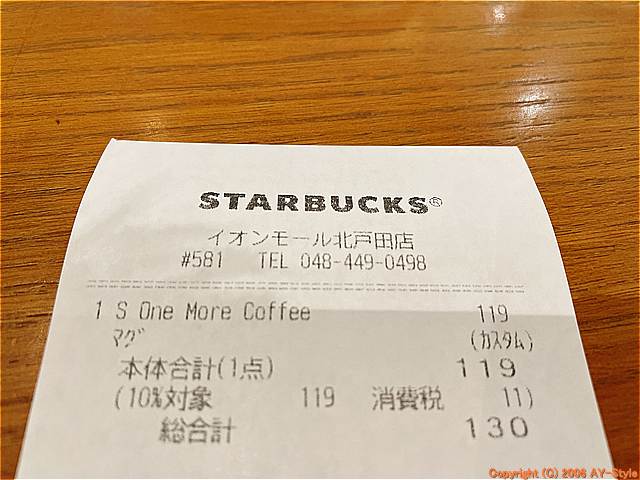 STARBUCKS®
イオンモール北戸田店
#581 TEL 048-449-0498
1 S One More Coffee 119
ﾏｸﾞ (ｶｽﾀﾑ)
本体合計(1点) 119
(10%対象 119 消費税 11)
総合計 130
Copyright (C) 2006 AY-Style